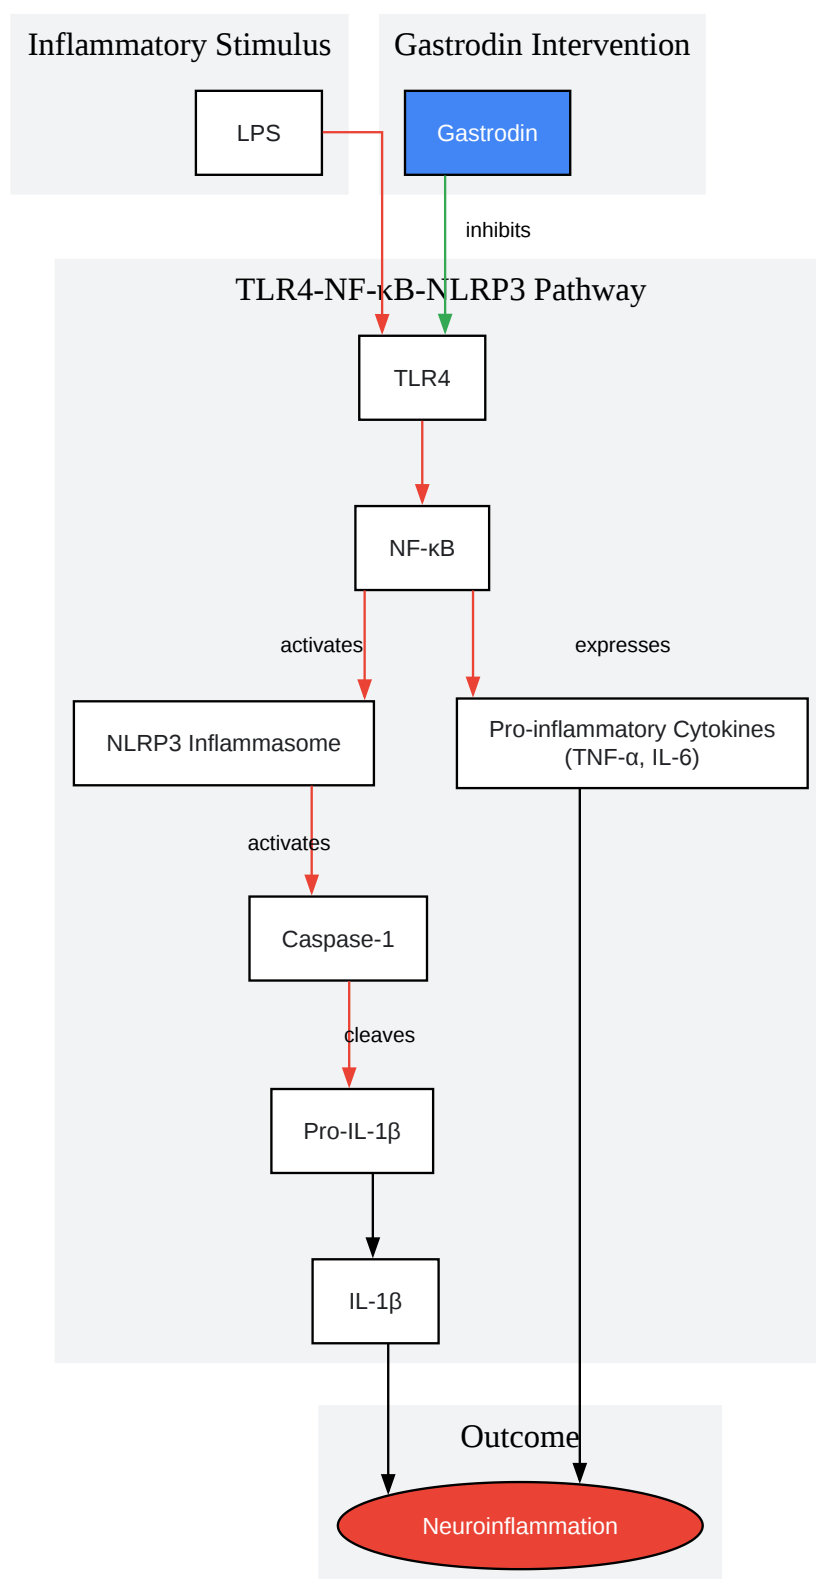 Inflammatory Stimulus
Gastrodin Intervention
LPS
Gastrodin
inhibits
TLR4-NF-κB-NLRP3 Pathway
TLR4
NF-κB
activates
expresses
NLRP3 Inflammasome
Pro-inflammatory Cytokines
(TNF-α, IL-6)
activates
Caspase-1
cleaves
Pro-IL-1β
IL-1β
Outcome
Neuroinflammation